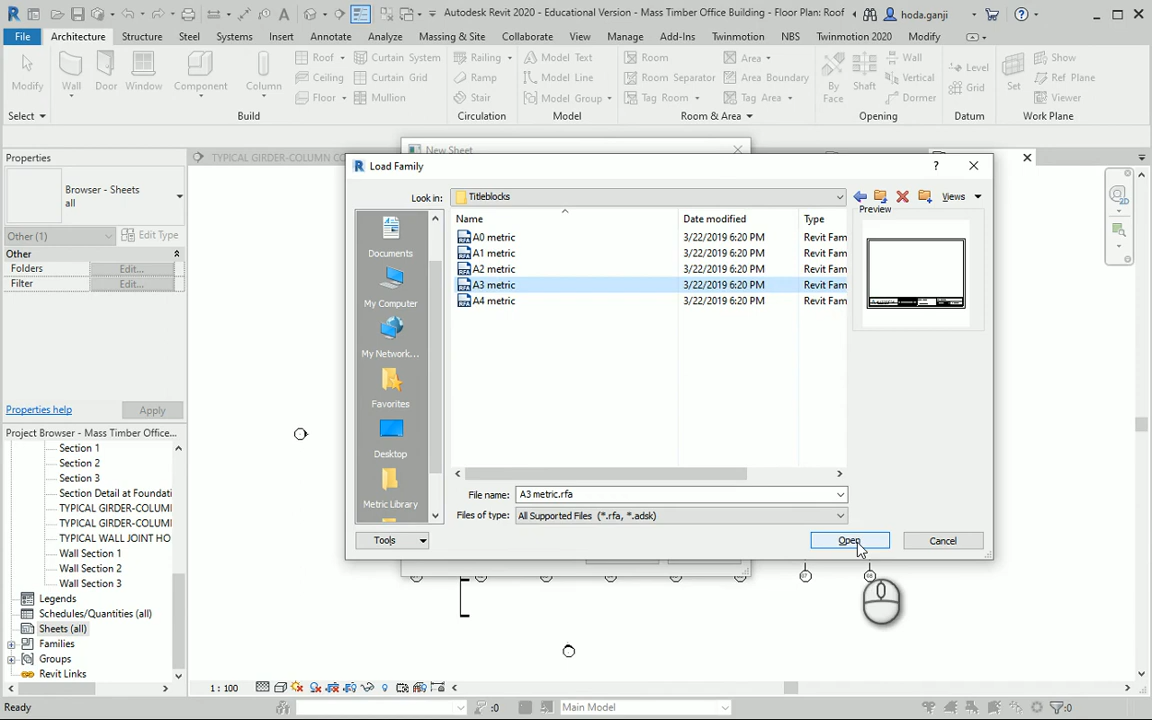 Autodesk Revit 2020 - Educational Version - Mass Timber Office Building - Floor Plan: Roof
hoda.ganji
File Architecture Structure Steel Systems Insert Annotate Analyze Massing & Site Collaborate View Manage Add-Ins Twinmotion NBS Twinmotion 2020 Modify
Modify
Wall
Door
Window
Component
Column
Roof
Ceiling
Floor
Curtain System
Curtain Grid
Mullion
Railing
Ramp
Stair
Model Text
Model Line
Model Group
Room
Room Separator
Tag Room
Area
Area Boundary
Tag Area
By
Face
Shaft
Wall
Vertical
Dormer
Level
Grid
Set
Show
Ref Plane
Viewer
Select
Build
Circulation
Model
Room & Area
Opening
Datum
Work Plane
Properties
Browser - Sheets
all
Other (1)
Edit Type
Other
Folders Edit...
Filter Edit...
Properties help
Apply
Project Browser - Mass Timber Office...
Section 1
Section 2
Section 3
Section Detail at Foundati
TYPICAL GIRDER-COLUM
TYPICAL GIRDER-COLUM
TYPICAL WALL JOINT HO
Wall Section 1
Wall Section 2
Wall Section 3
Legends
Schedules/Quantities (all)
Sheets (all)
Families
Groups
Revit Links
TYPICAL GIRDER-COLUMN CO
New Sheet
Load Family
Look in: Titleblocks
Views
Name Date modified Type
A0 metric 3/22/2019 6:20 PM Revit Fam
A1 metric 3/22/2019 6:20 PM Revit Fam
A2 metric 3/22/2019 6:20 PM Revit Fam
A3 metric 3/22/2019 6:20 PM Revit Fam
A4 metric 3/22/2019 6:20 PM Revit Fam
Preview
Documents
My Computer
My Network...
Favorites
Desktop
Metric Library
File name: A3 metric.rfa
Files of type: All Supported Files (*.rfa, *.adsk)
Tools
Open
Cancel
07
08
1 : 100
Ready
:0
Main Model
:0